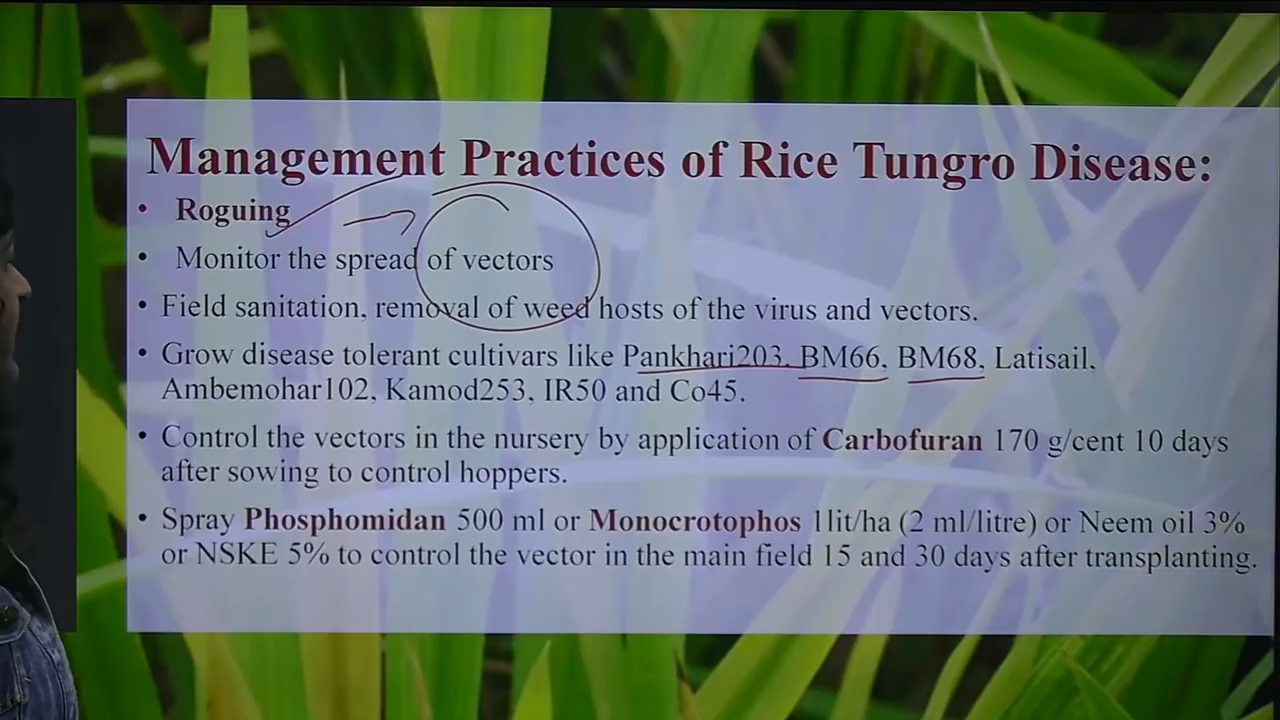 Management Practices of Rice Tungro Disease:
• Roguing
• Monitor the spread of vectors
• Field sanitation, removal of weed hosts of the virus and vectors.
• Grow disease tolerant cultivars like Pankhari203, BM66, BM68, Latisail,
Ambemohar102, Kamod253, IR50 and Co45.
• Control the vectors in the nursery by application of Carbofuran 170 g/cent 10 days
after sowing to control hoppers.
• Spray Phosphomidan 500 ml or Monocrotophos 1lit/ha (2 ml/litre) or Neem oil 3%
or NSKE 5% to control the vector in the main field 15 and 30 days after transplanting.